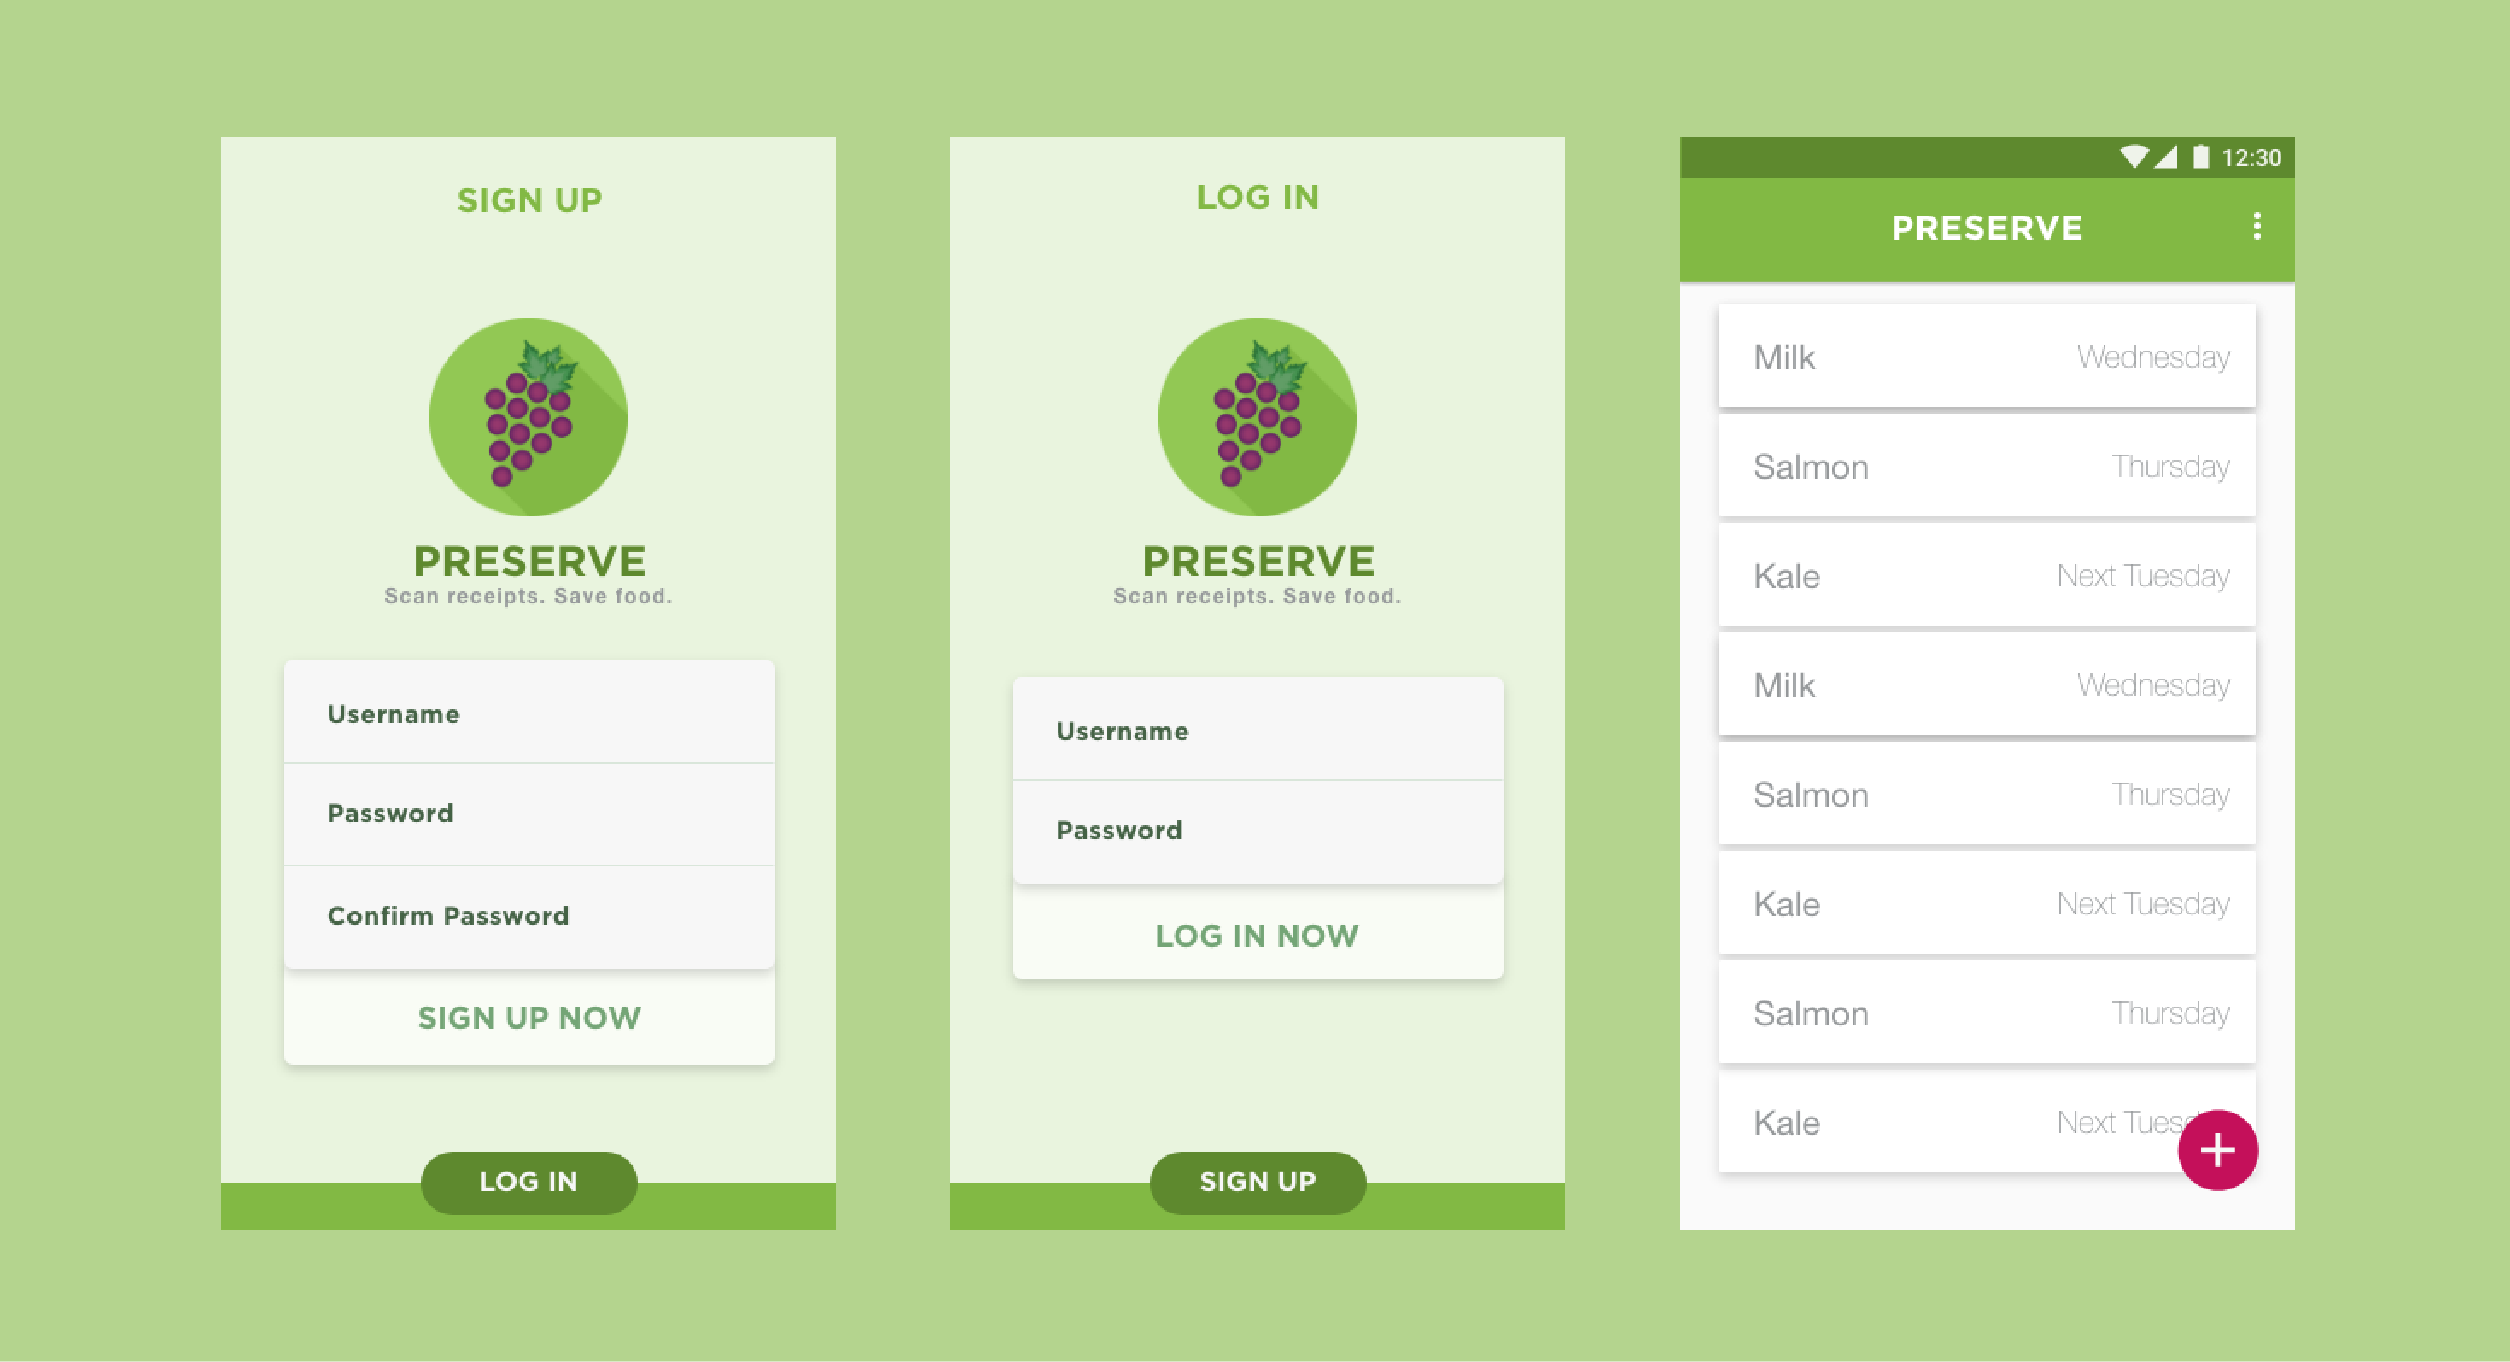 SIGN UP
PRESERVE
Scan receipts. Save food.
Username
Password
Confirm Password
SIGN UP NOW
LOG IN
LOG IN
PRESERVE
Scan receipts. Save food.
Username
Password
LOG IN NOW
SIGN UP
12:30
PRESERVE
Milk Wednesday
Salmon Thursday
Kale Next Tuesday
Milk Wednesday
Salmon Thursday
Kale Next Tuesday
Salmon Thursday
Kale Next